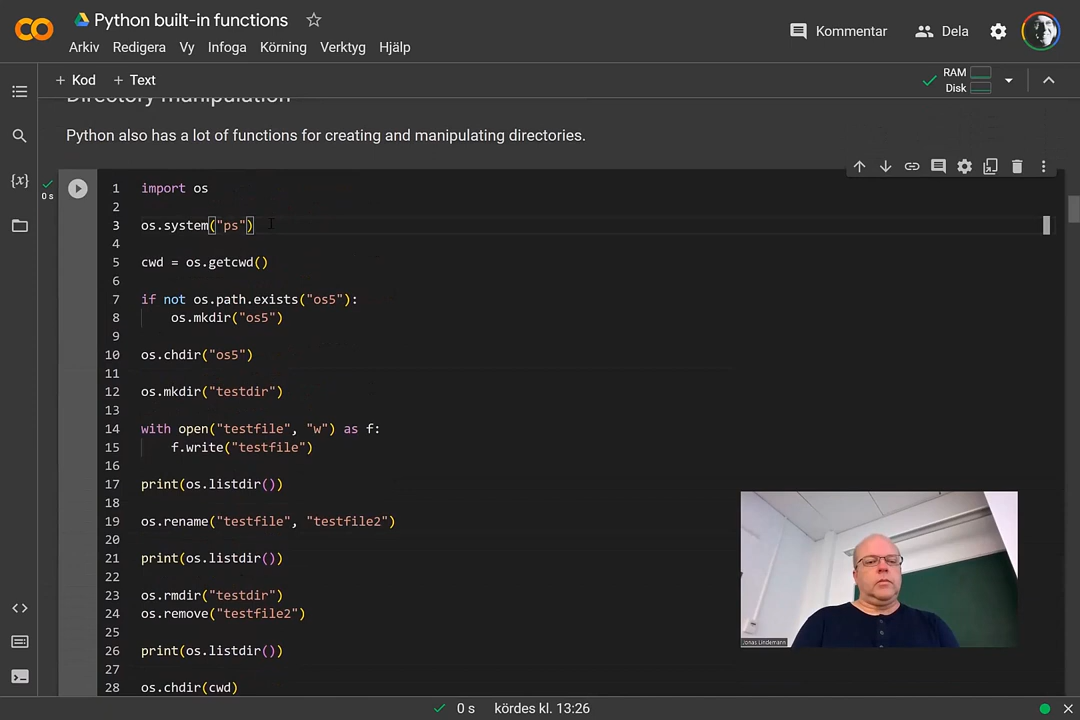 Python built-in functions
Kommentar
Dela
Arkiv Redigera Vy Infoga Körning Verktyg Hjälp
+ Kod + Text
RAM
Disk
Directory manipulation
Python also has a lot of functions for creating and manipulating directories.
{x}
0 s
1 import os
2
3 os.system("ps")
4
5 cwd = os.getcwd()
6
7 if not os.path.exists("os5"):
8 os.mkdir("os5")
9
10 os.chdir("os5")
11
12 os.mkdir("testdir")
13
14 with open("testfile", "w") as f:
15 f.write("testfile")
16
17 print(os.listdir())
18
19 os.rename("testfile", "testfile2")
20
21 print(os.listdir())
22
23 os.rmdir("testdir")
24 os.remove("testfile2")
25
26 print(os.listdir())
27
28 os.chdir(cwd)
Jonas Lindemann
0 s kördes kl. 13:26